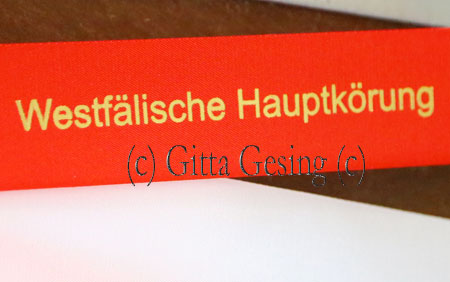 Westfälische Hauptkörung
(c) Gitta Gesing (c)